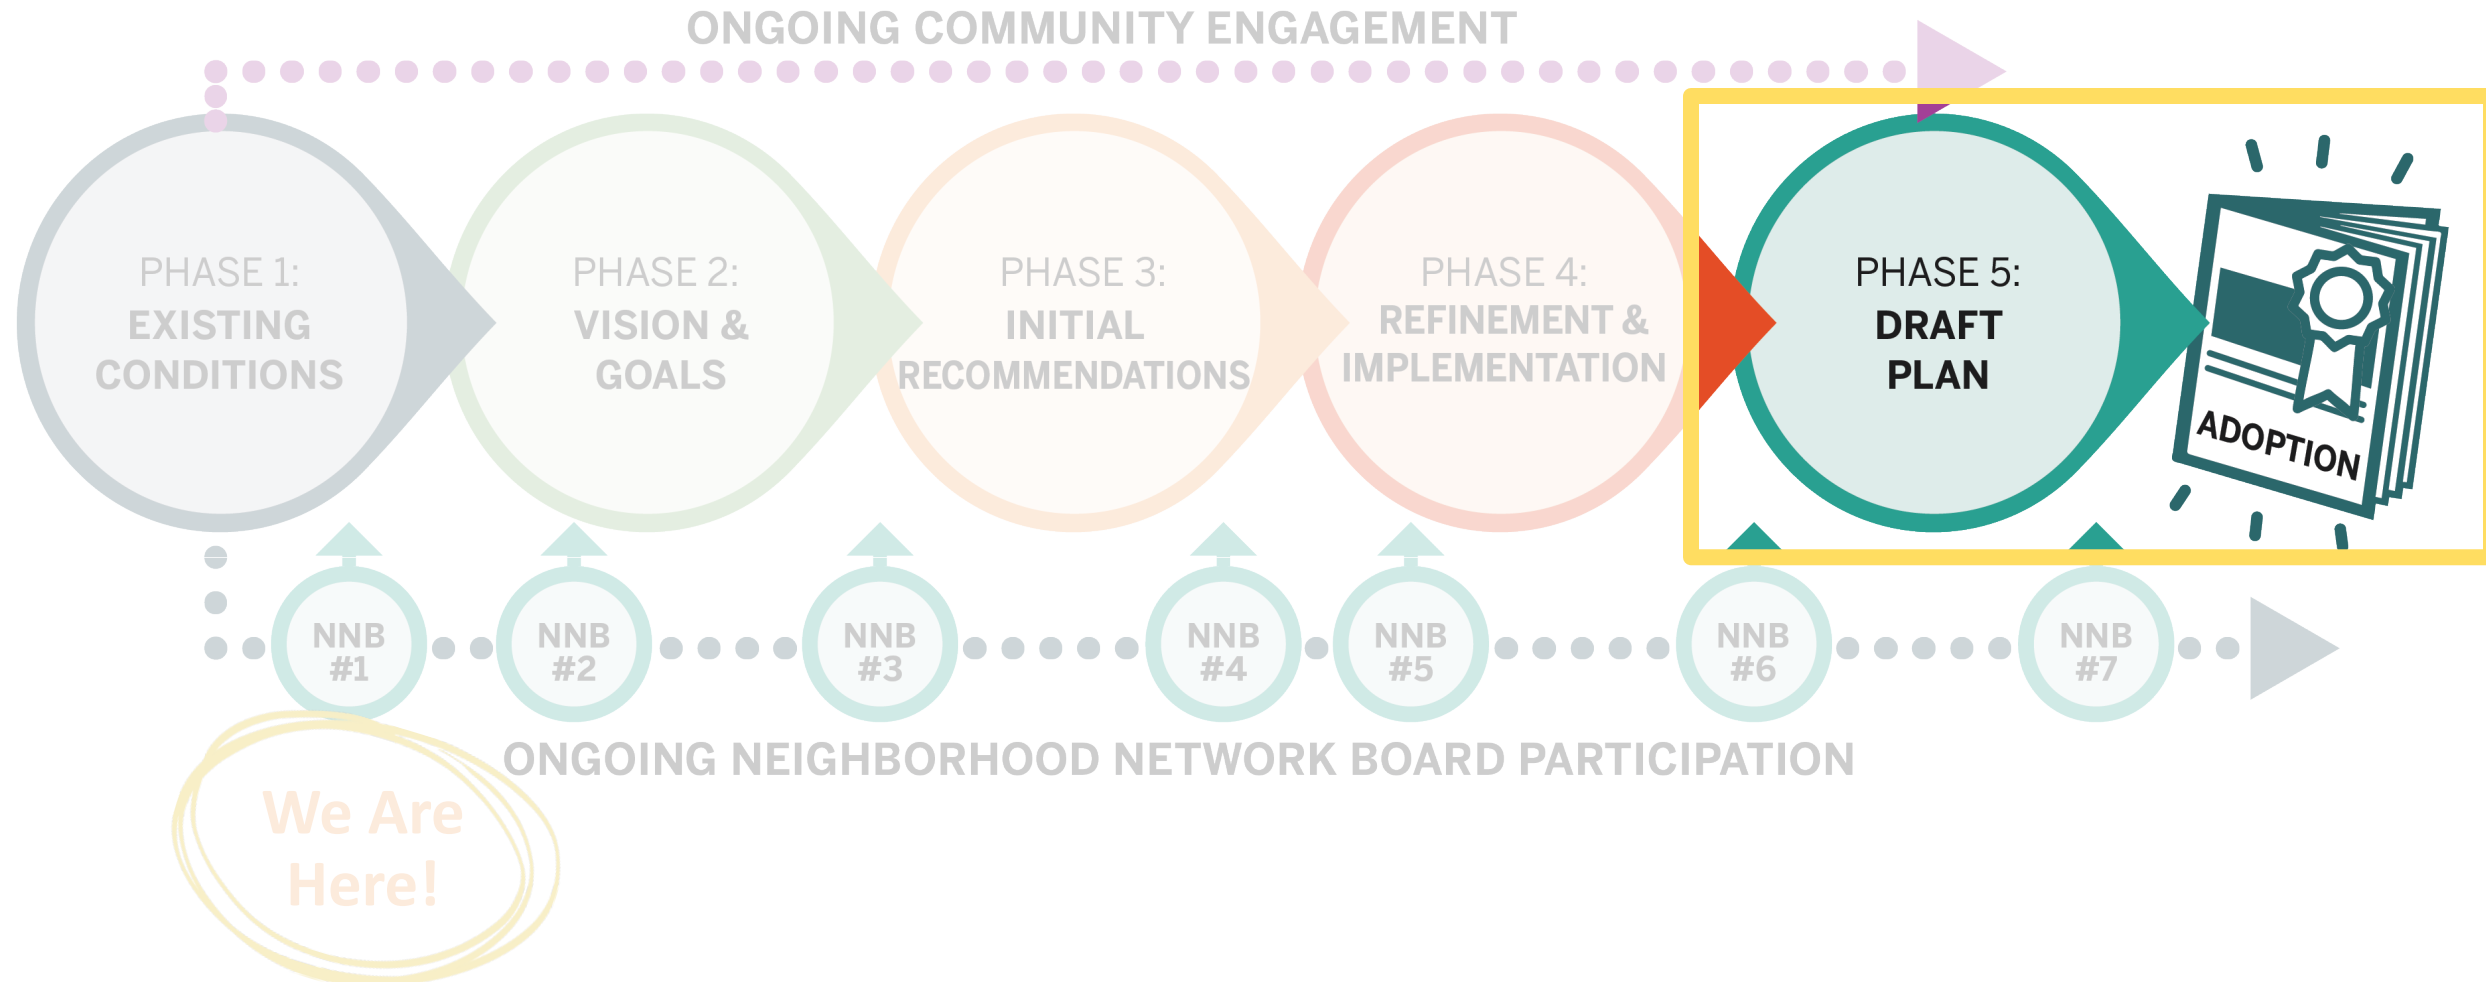 ONGOING COMMUNITY ENGAGEMENT
PHASE 1:
EXISTING
CONDITIONS
PHASE 2:
VISION &
GOALS
PHASE 3:
INITIAL
RECOMMENDATIONS
PHASE 4:
REFINEMENT &
IMPLEMENTATION
PHASE 5:
DRAFT
PLAN
ADOPTION
NNB
#1
NNB
#2
NNB
#3
NNB
#4
NNB
#5
NNB
#6
NNB
#7
ONGOING NEIGHBORHOOD NETWORK BOARD PARTICIPATION
We Are
Here!